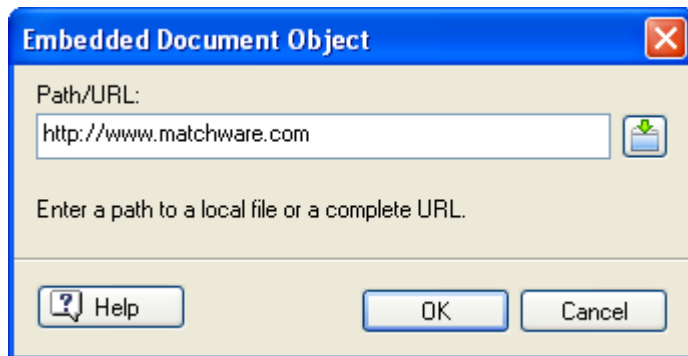 Embedded Document Object
Path/URL:
http://www.matchware.com
Enter a path to a local file or a complete URL.
Help
OK
Cancel